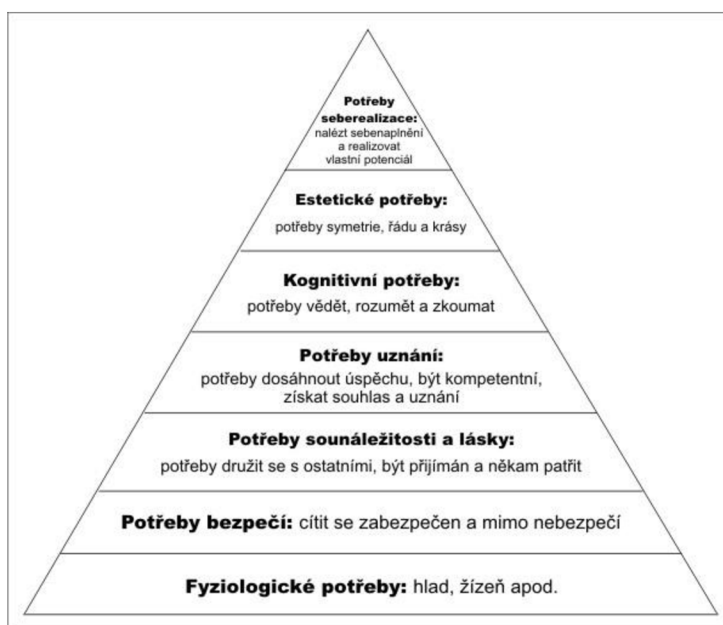 Potřeby
seberealizace:
nalézt sebenaplnění
a realizovat
vlastní potenciál
Estetické potřeby:
potřeby symetrie, řádu a krásy
Kognitivní potřeby:
potřeby vědět, rozumět a zkoumat
Potřeby uznání:
potřeby dosáhnout úspěchu, být kompetentní,
získat souhlas a uznání
Potřeby sounáležitosti a lásky:
potřeby družit se s ostatními, být přijímán a někam patřit
Potřeby bezpečí: cítit se zabezpečen a mimo nebezpečí
Fyziologické potřeby: hlad, žízeň apod.